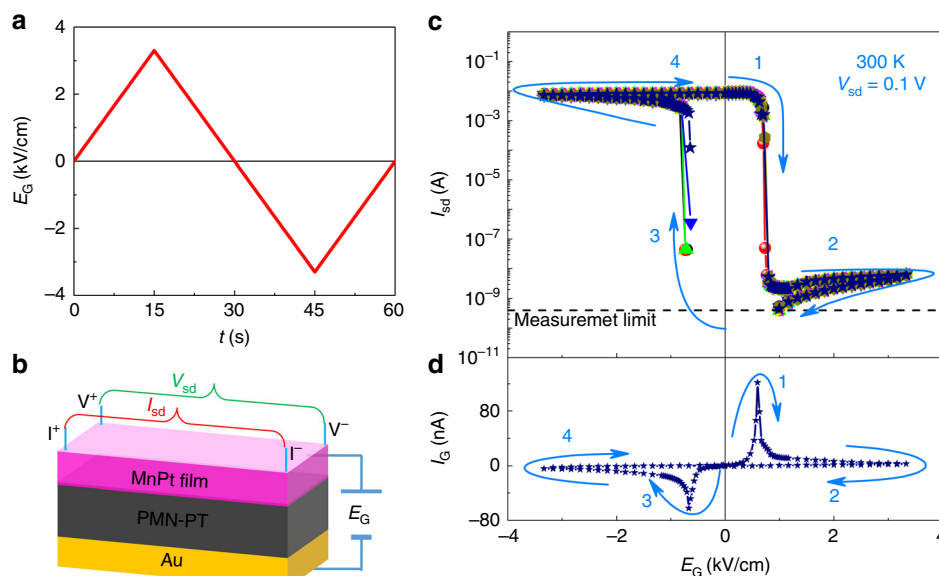 a
4
2
0
−2
−4
E_G (kV/cm)
0
15
30
45
60
t (s)
b
V_sd
V⁺
I_sd
I⁺
V⁻
I⁻
MnPt film
PMN-PT
Au
E_G
c
10⁻¹
10⁻³
10⁻⁵
10⁻⁷
10⁻⁹
10⁻¹¹
I_sd (A)
4
1
300 K
V_sd = 0.1 V
3
2
Measuremet limit
d
80
0
−80
I_G (nA)
1
4
3
2
−4
−2
0
2
4
E_G (kV/cm)